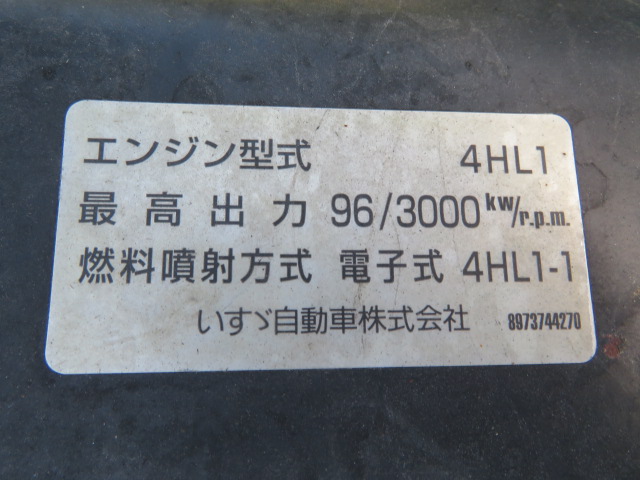 エンジン型式 4HL1
最高出力 96/3000kw/r.p.m.
燃料噴射方式 電子式 4HL1-1
いすゞ自動車株式会社 8973744270